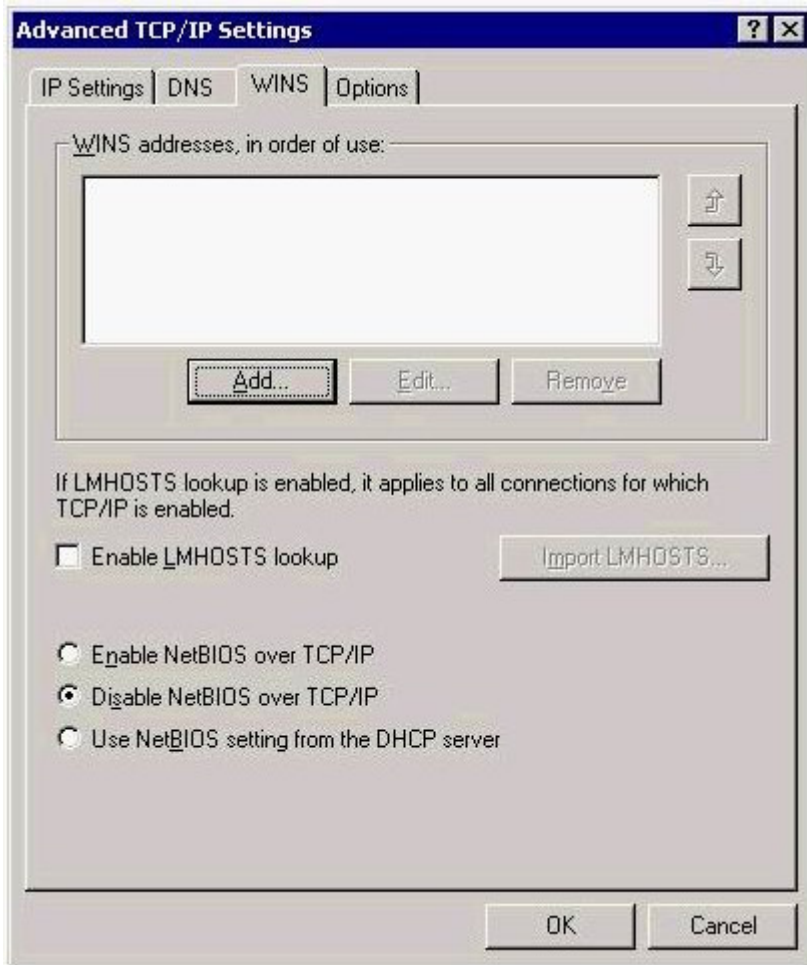 Advanced TCP/IP Settings
IP Settings DNS WINS Options
WINS addresses, in order of use:
Add... Edit... Remove
If LMHOSTS lookup is enabled, it applies to all connections for which
TCP/IP is enabled.
Enable LMHOSTS lookup Import LMHOSTS...
Enable NetBIOS over TCP/IP
Disable NetBIOS over TCP/IP
Use NetBIOS setting from the DHCP server
OK Cancel